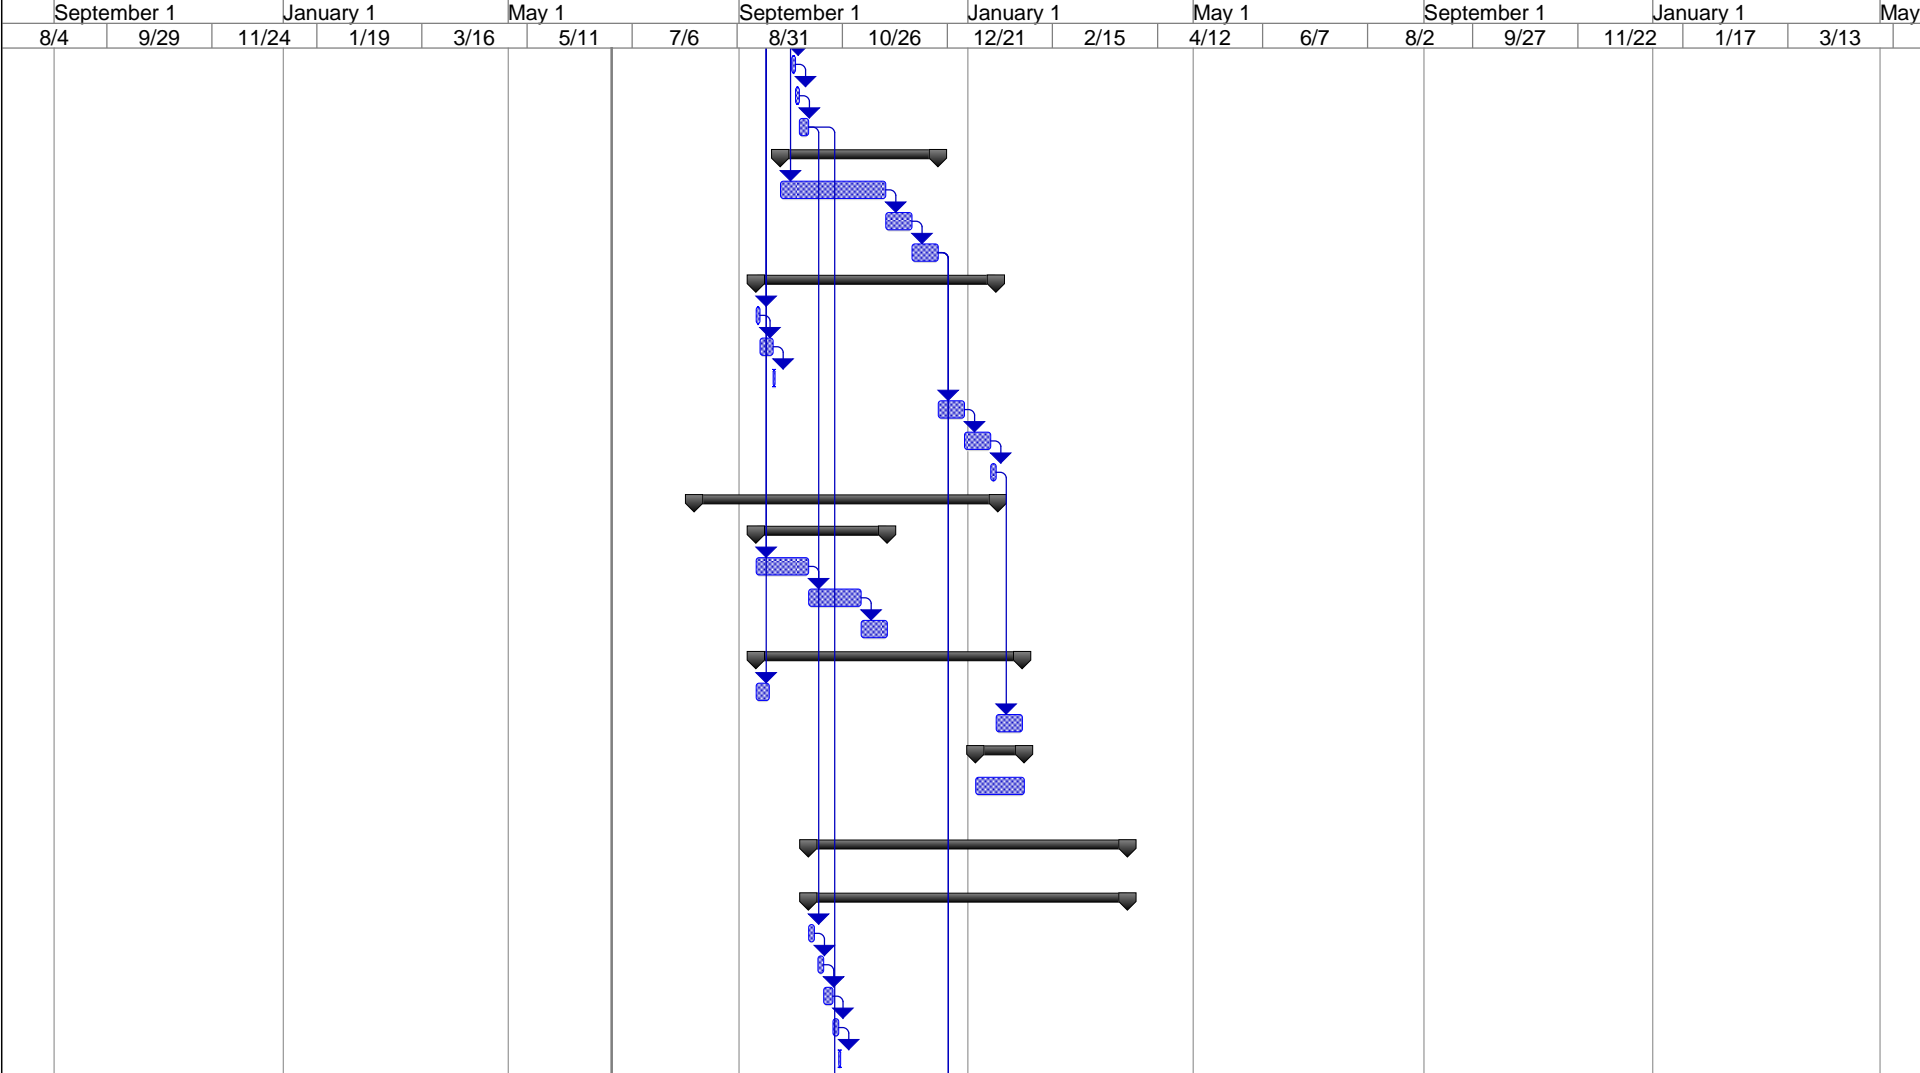 September 1 January 1 May 1 September 1 January 1 May 1 September 1 January 1 May
8/4 9/29 11/24 1/19 3/16 5/11 7/6 8/31 10/26 12/21 2/15 4/12 6/7 8/2 9/27 11/22 1/17 3/13